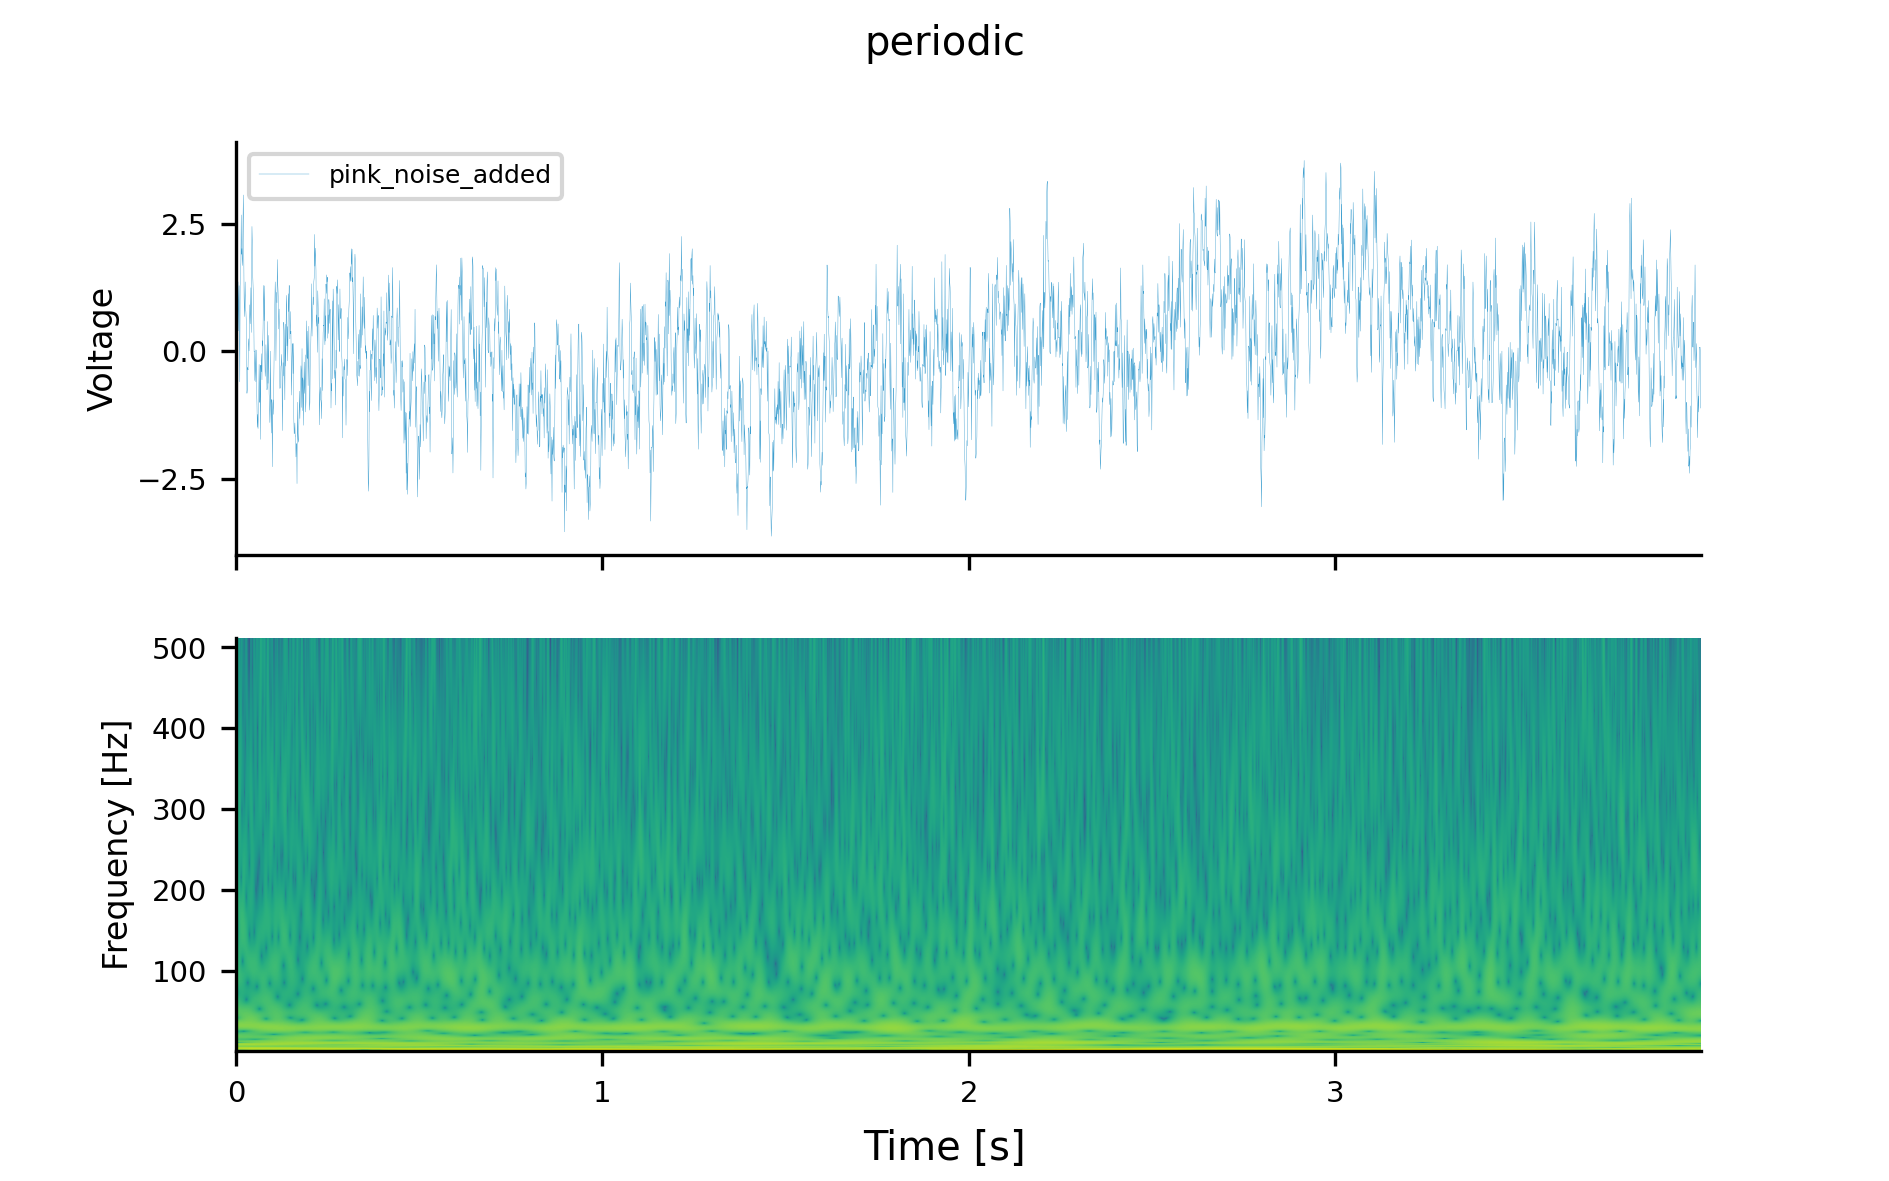 periodic
pink_noise_added
2.5
0.0
−2.5
Voltage
500
400
300
200
100
Frequency [Hz]
0 1 2 3
Time [s]